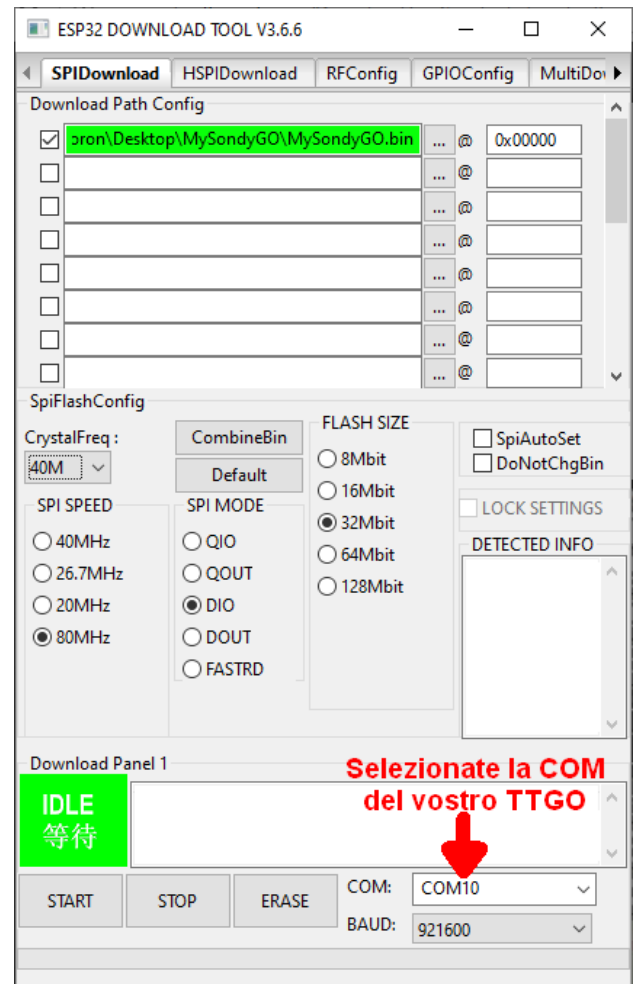 ESP32 DOWNLOAD TOOL V3.6.6
SPIDownload HSPIDownload RFConfig GPIOConfig MultiDo
Download Path Config
oron\Desktop\MySondyGO\MySondyGO.bin ... @ 0x00000
... @
... @
... @
... @
... @
... @
... @
SpiFlashConfig
CrystalFreq :
40M
CombineBin
Default
SPI SPEED
40MHz
26.7MHz
20MHz
80MHz
SPI MODE
QIO
QOUT
DIO
DOUT
FASTRD
FLASH SIZE
8Mbit
16Mbit
32Mbit
64Mbit
128Mbit
SpiAutoSet
DoNotChgBin
LOCK SETTINGS
DETECTED INFO
Download Panel 1
IDLE
等待
Selezionate la COM
del vostro TTGO
START STOP ERASE
COM: COM10
BAUD: 921600